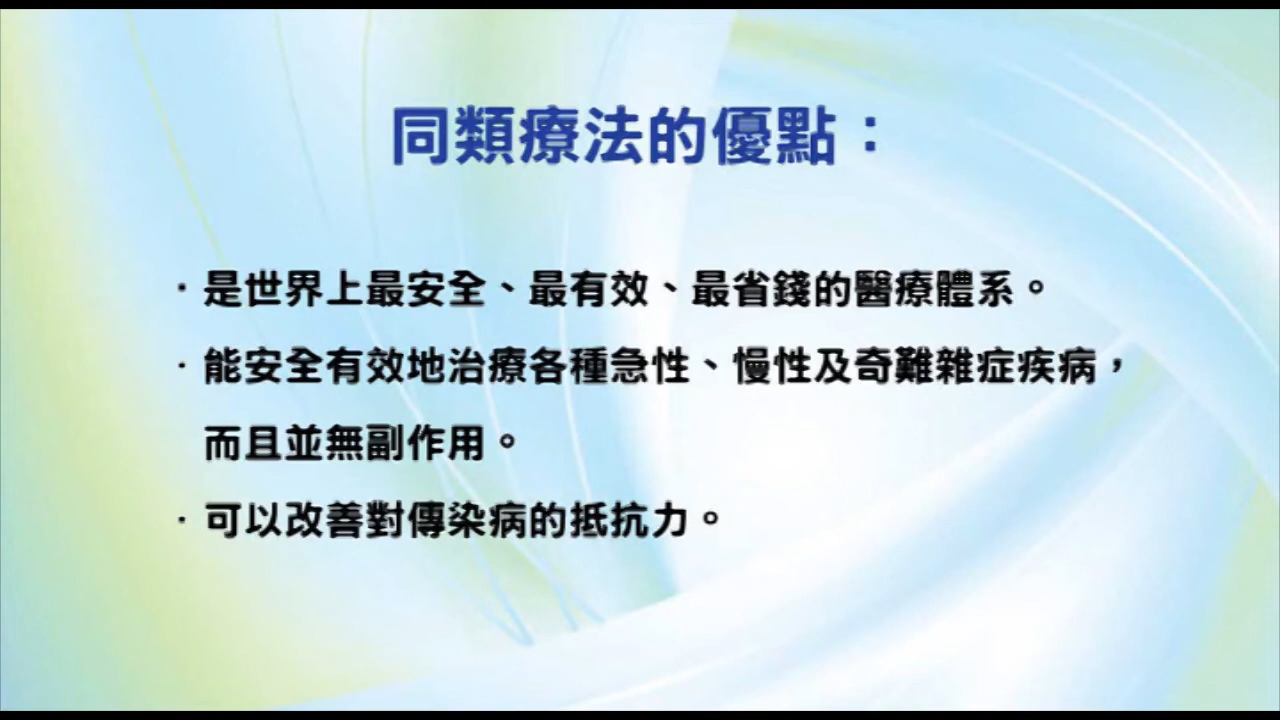 同類療法的優點：
· 是世界上最安全、最有效、最省錢的醫療體系。
· 能安全有效地治療各種急性、慢性及奇難雜症疾病，
而且並無副作用。
· 可以改善對傳染病的抵抗力。